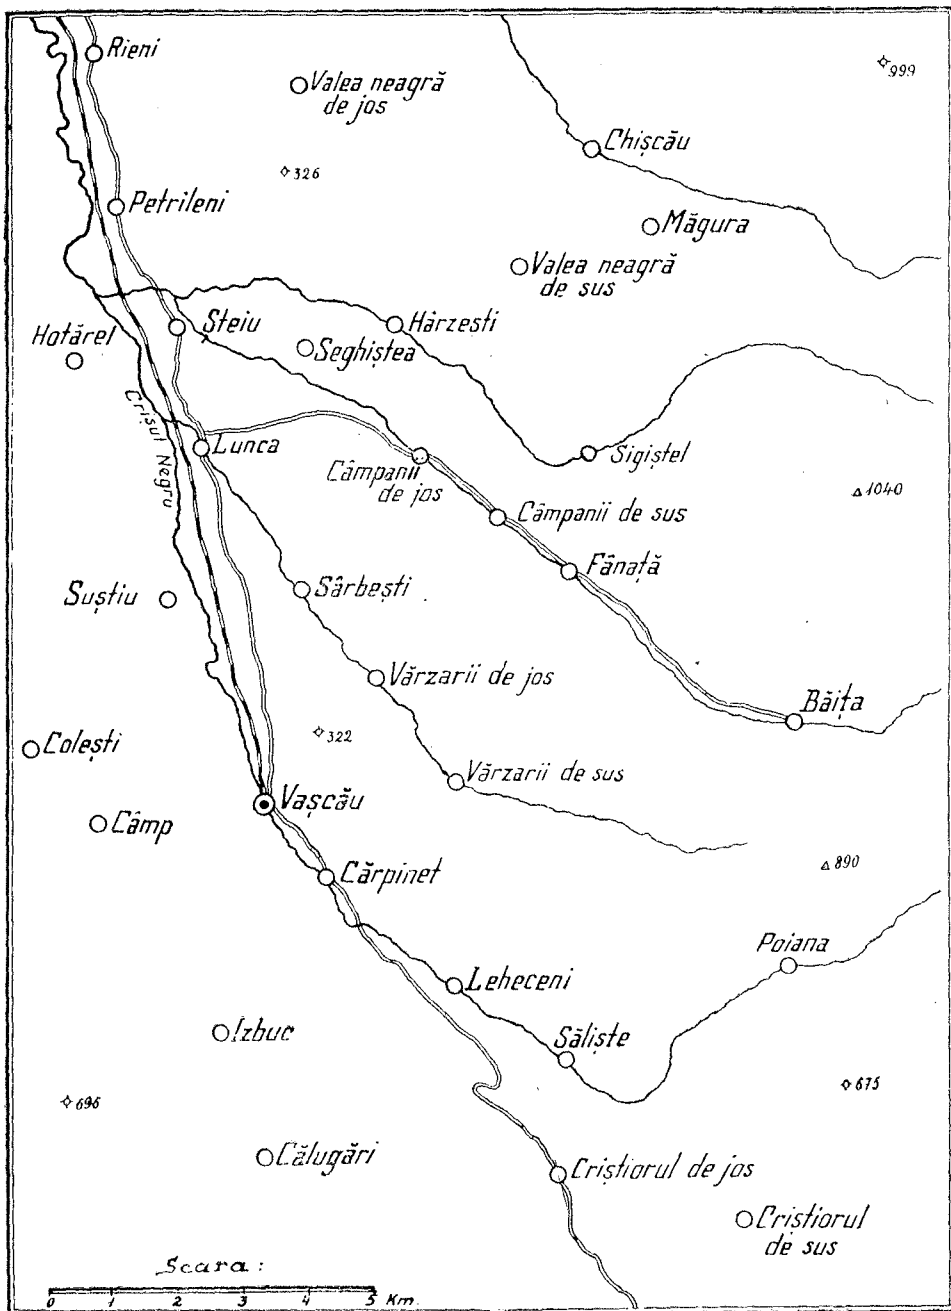 Rieni
Valea neagră
de jos
999
Chișcău
326
Petrileni
Măgura
Valea neagră
de sus
Hotărel
Steiu
Hârzesti
Seghiștea
Crișul Negru
Lunca
Câmpanii
de jos
Sigiștel
1040
Câmpanii de sus
Fânață
Suștiu
Sârbești
Vărzarii de jos
Băița
Colești
322
Vărzarii de sus
Vașcău
Câmp
890
Cărpinet
Poiana
Leheceni
Izbuc
Săliște
696
675
Călugări
Criștiorul de jos
Criștiorul
de sus
Scara:
0 1 2 3 4 5 Km.